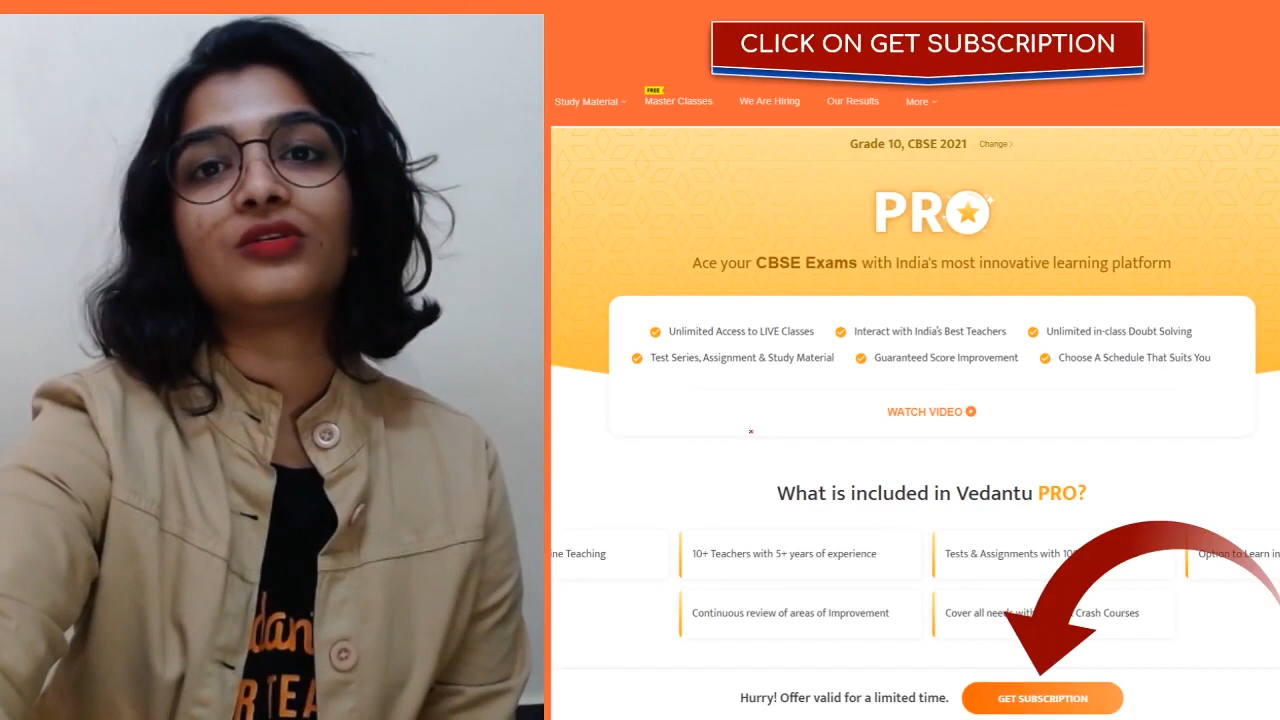 CLICK ON GET SUBSCRIPTION
FREE
Study Material Master Classes We Are Hiring Our Results More
Grade 10, CBSE 2021 Change
PRO
Ace your CBSE Exams with India's most innovative learning platform
Unlimited Access to LIVE Classes Interact with India's Best Teachers Unlimited in-class Doubt Solving
Test Series, Assignment & Study Material Guaranteed Score Improvement Choose A Schedule That Suits You
WATCH VIDEO
What is included in Vedantu PRO?
ne Teaching 10+ Teachers with 5+ years of experience Tests & Assignments with Option to Learn in
Continuous review of areas of Improvement Cover all needs with Crash Courses
Hurry! Offer valid for a limited time. GET SUBSCRIPTION